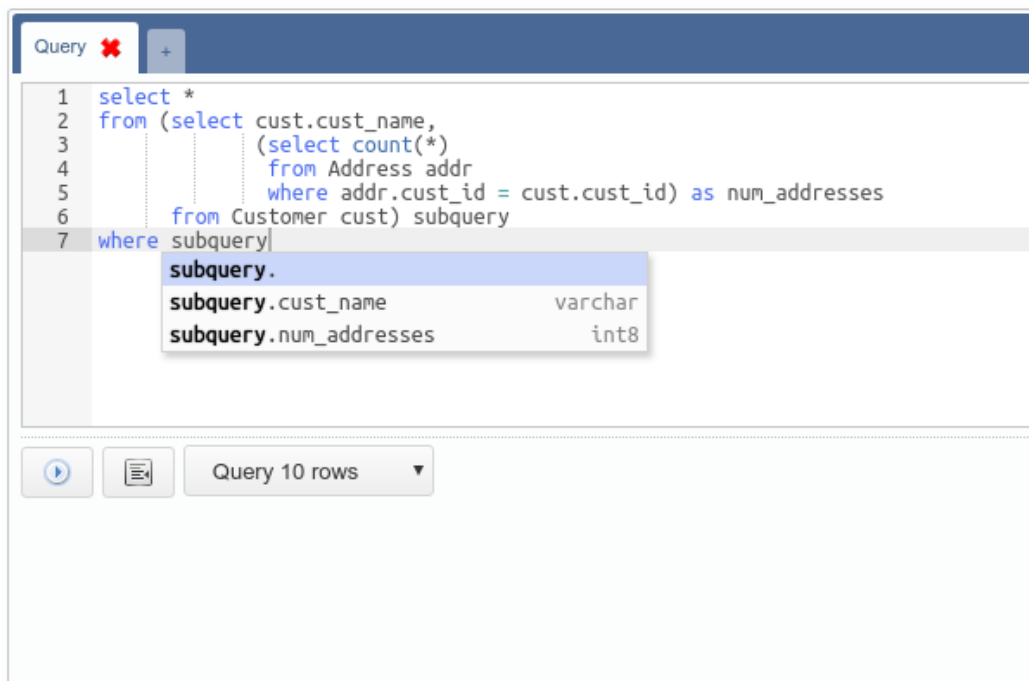 Query ✖ +
1 select *
2 from (select cust.cust_name,
3 (select count(*)
4 from Address addr
5 where addr.cust_id = cust.cust_id) as num_addresses
6 from Customer cust) subquery
7 where subquery
subquery.
subquery.cust_name varchar
subquery.num_addresses int8
Query 10 rows